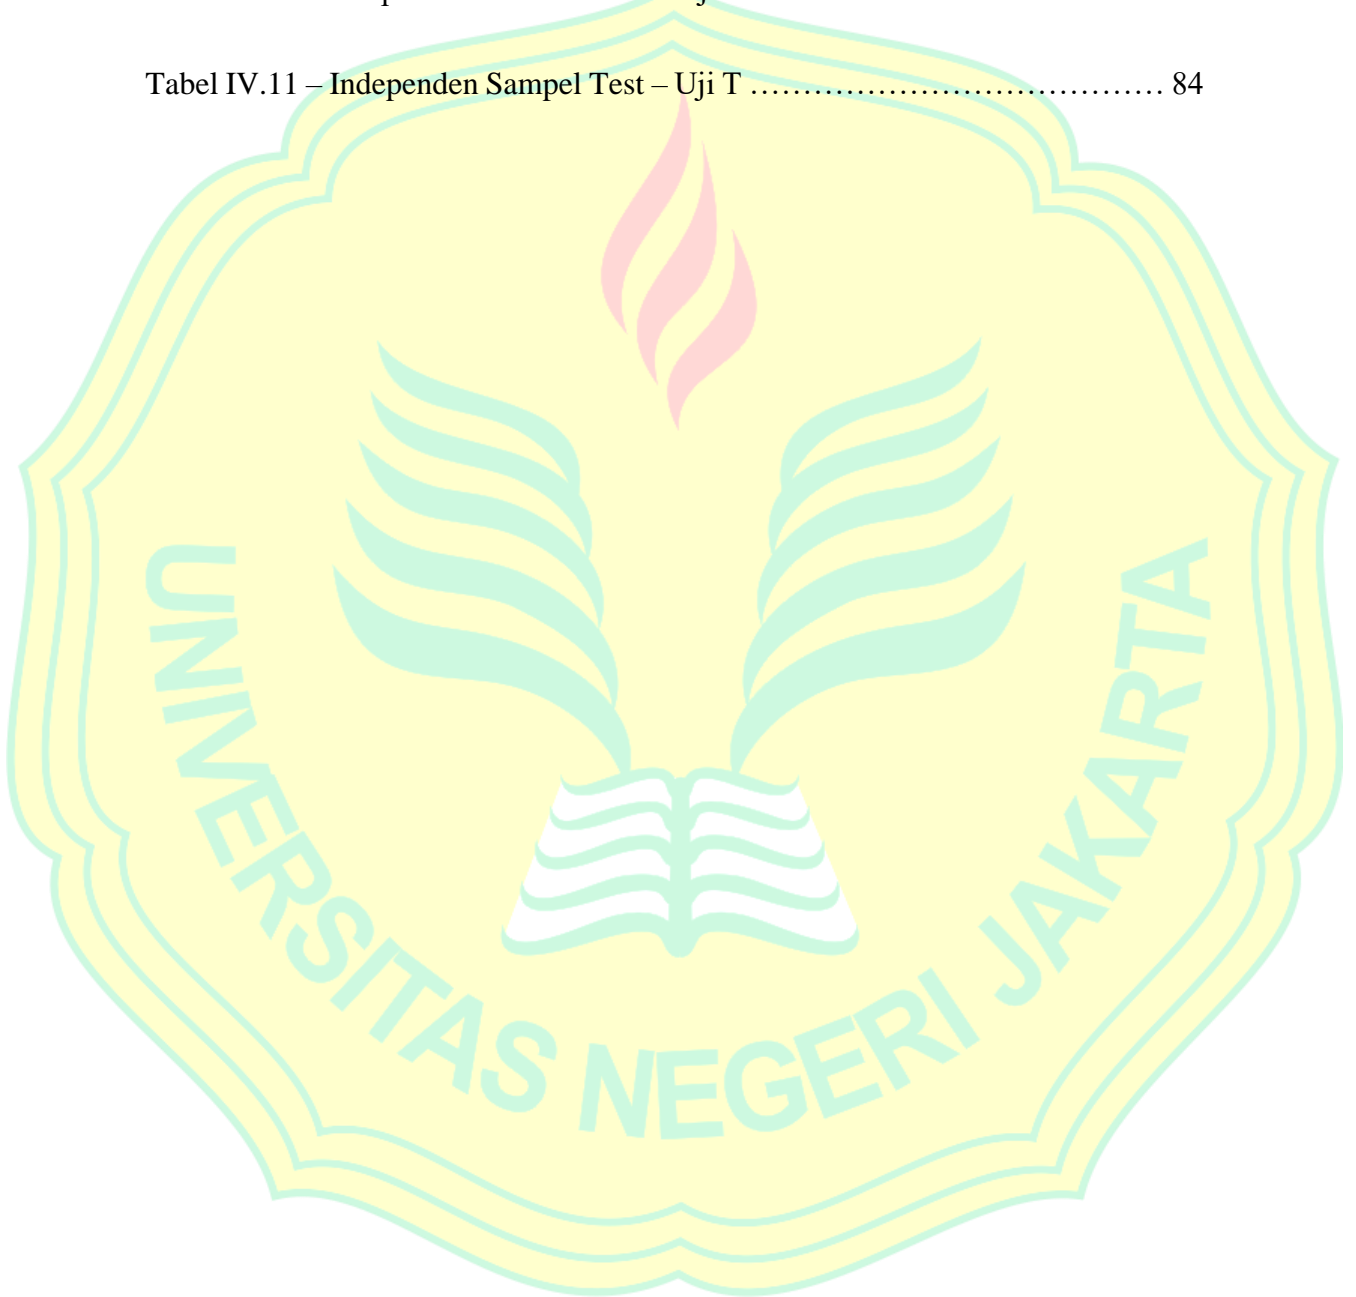 Tabel IV.11 – Independen Sampel Test – Uji T ………………………………… 84
UNIVERSITAS NEGERI JAKARTA